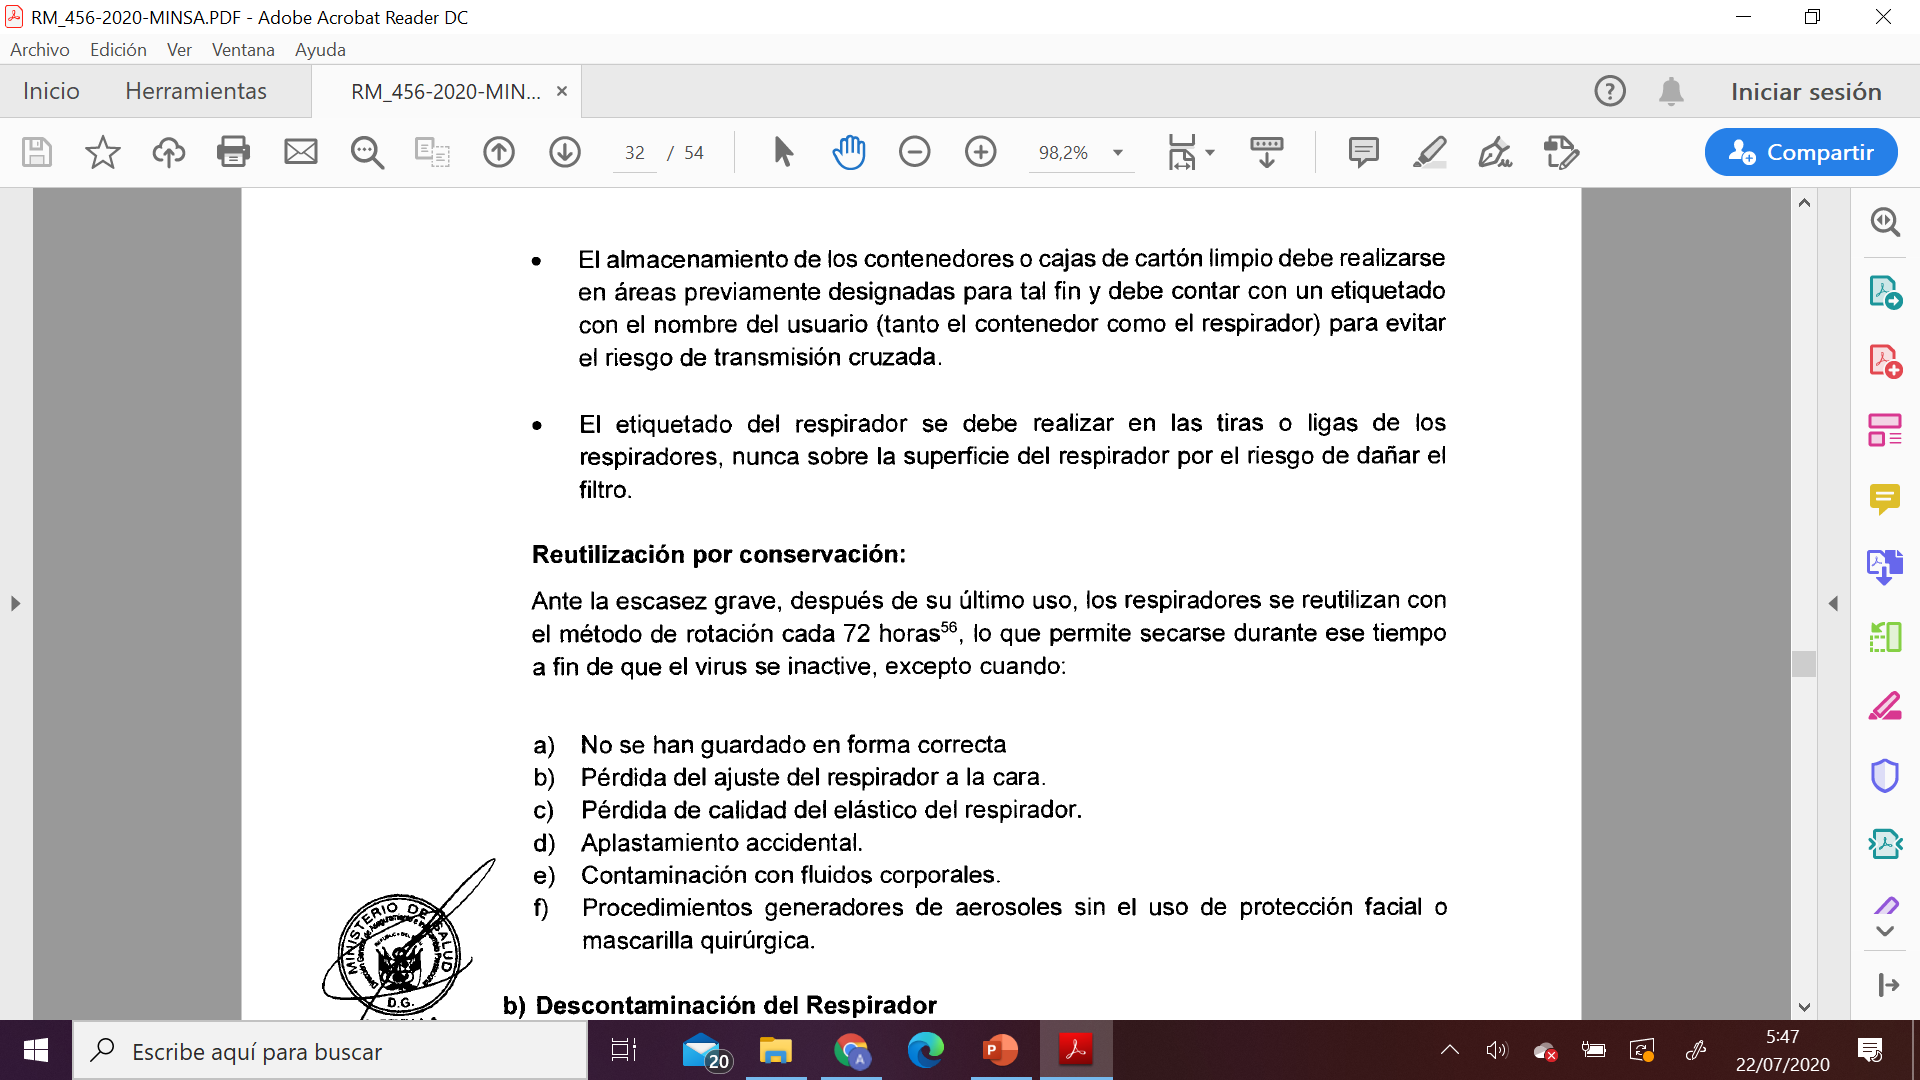 RM_456-2020-MINSA.PDF - Adobe Acrobat Reader DC
Archivo Edición Ver Ventana Ayuda
Inicio Herramientas RM_456-2020-MIN... × Iniciar sesión
32 / 54 98,2% Compartir
• El almacenamiento de los contenedores o cajas de cartón limpio debe realizarse
en áreas previamente designadas para tal fin y debe contar con un etiquetado
con el nombre del usuario (tanto el contenedor como el respirador) para evitar
el riesgo de transmisión cruzada.
• El etiquetado del respirador se debe realizar en las tiras o ligas de los
respiradores, nunca sobre la superficie del respirador por el riesgo de dañar el
filtro.
Reutilización por conservación:
Ante la escasez grave, después de su último uso, los respiradores se reutilizan con
el método de rotación cada 72 horas56, lo que permite secarse durante ese tiempo
a fin de que el virus se inactive, excepto cuando:
a) No se han guardado en forma correcta
b) Pérdida del ajuste del respirador a la cara.
c) Pérdida de calidad del elástico del respirador.
d) Aplastamiento accidental.
e) Contaminación con fluidos corporales.
f) Procedimientos generadores de aerosoles sin el uso de protección facial o
mascarilla quirúrgica.
MINISTERIO DE SALUD
D.G.
b) Descontaminación del Respirador
Escribe aquí para buscar
20
A
5:47
22/07/2020